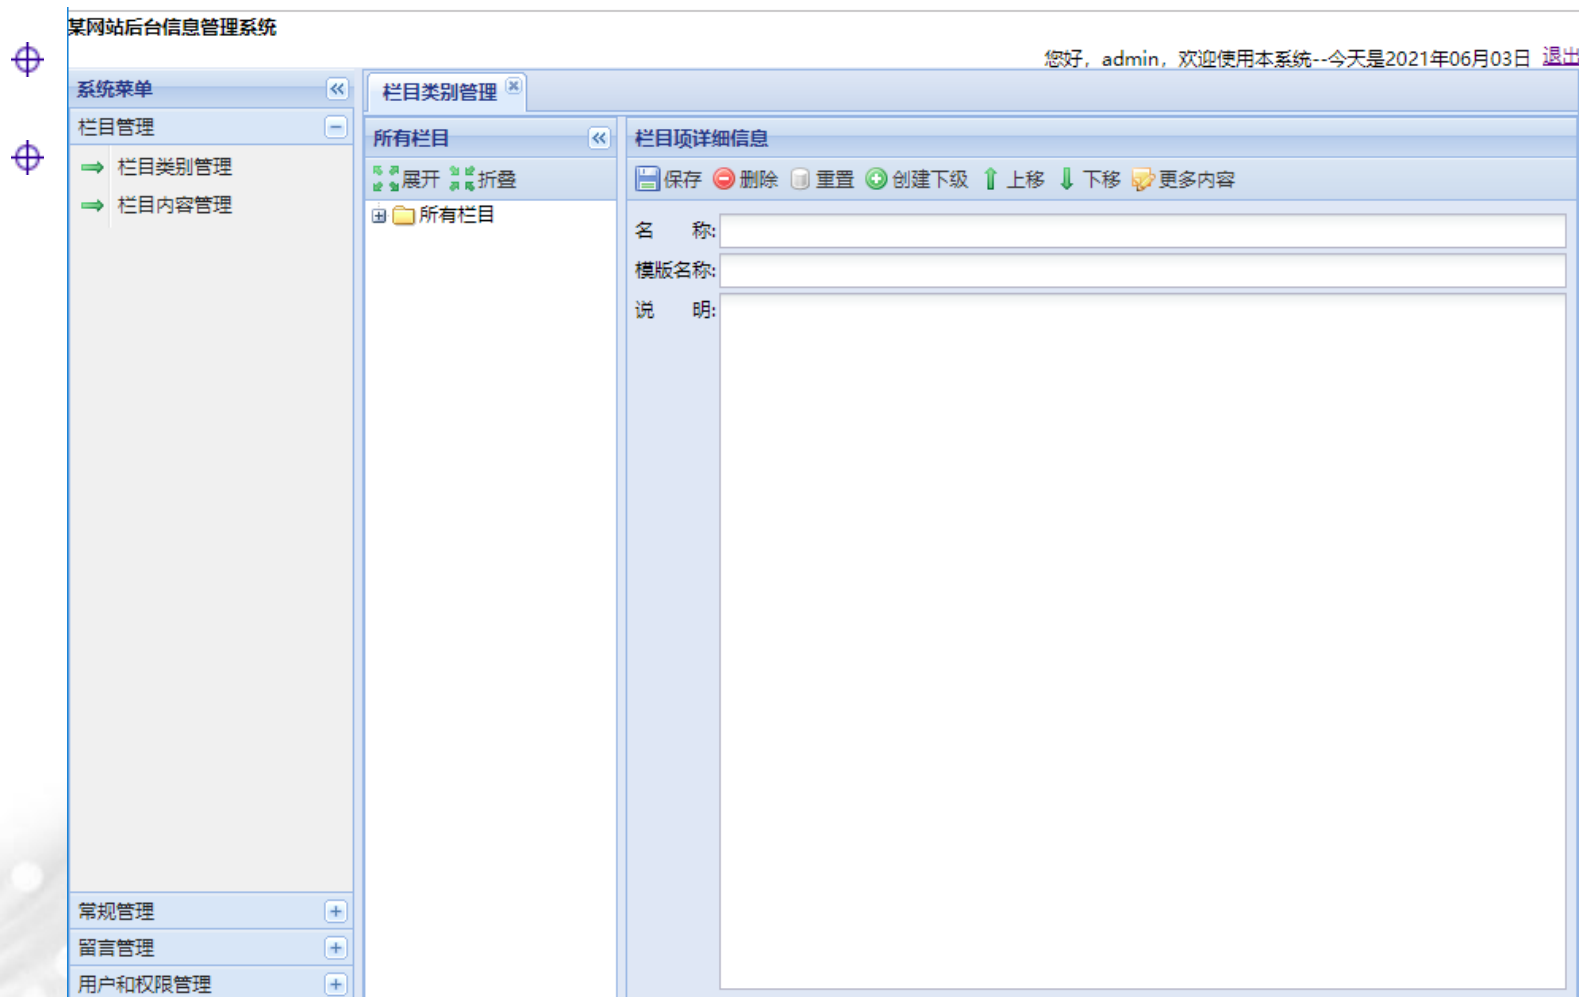 某网站后台信息管理系统
您好，admin，欢迎使用本系统--今天是2021年06月03日 退出
系统菜单
栏目管理
栏目类别管理
栏目内容管理
常规管理
留言管理
用户和权限管理
栏目类别管理
所有栏目
展开 折叠
所有栏目
栏目项详细信息
保存 删除 重置 创建下级 上移 下移 更多内容
名 称:
模版名称:
说 明: